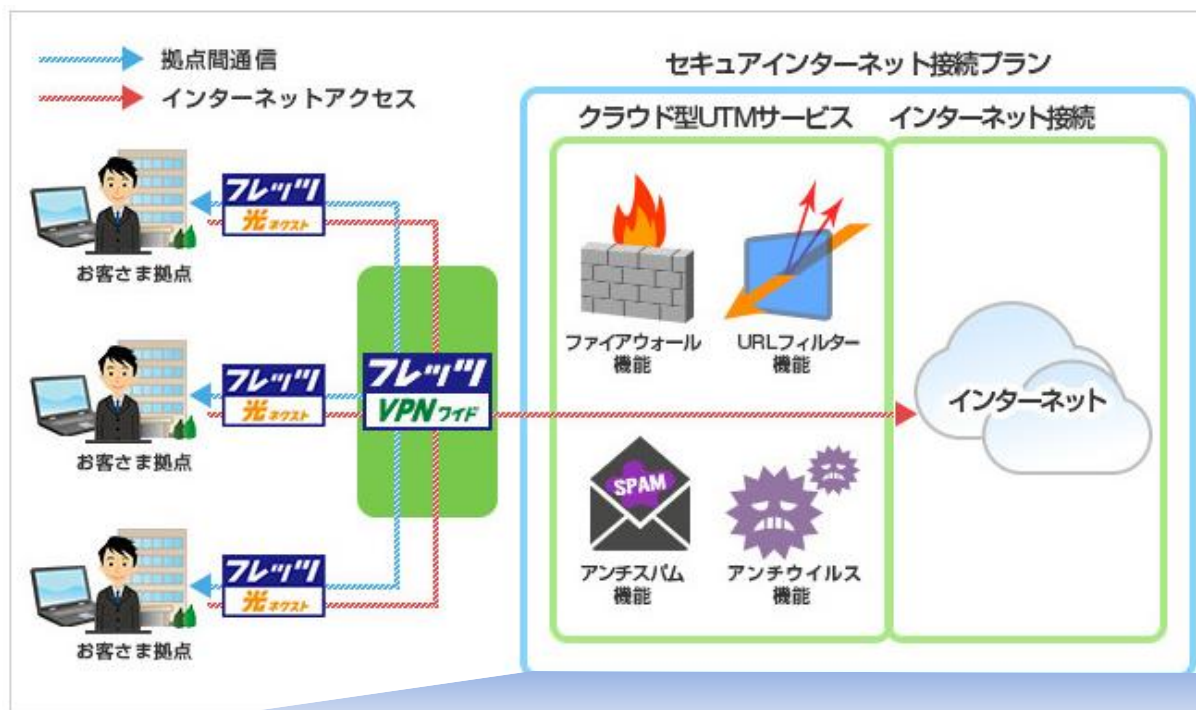 拠点間通信
インターネットアクセス
セキュアインターネット接続プラン
クラウド型UTMサービス
インターネット接続
フレッツ
光ネクスト
お客さま拠点
ファイアウォール
機能
URLフィルター
機能
フレッツ
光ネクスト
お客さま拠点
フレッツ
VPNワイド
インターネット
SPAM
アンチスパム
機能
アンチウイルス
機能
フレッツ
光ネクスト
お客さま拠点